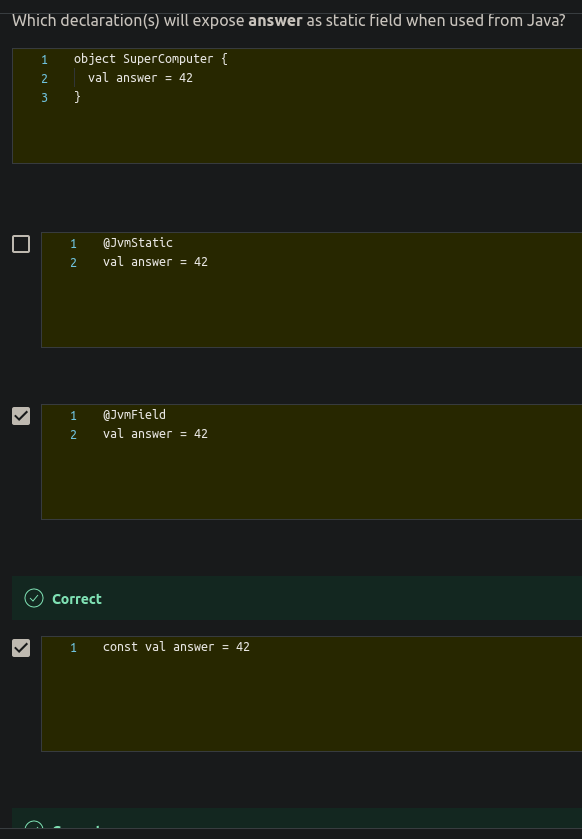 Which declaration(s) will expose answer as static field when used from Java?
1 object SuperComputer {
2 val answer = 42
3 }
1 @JvmStatic
2 val answer = 42
1 @JvmField
2 val answer = 42
Correct
1 const val answer = 42